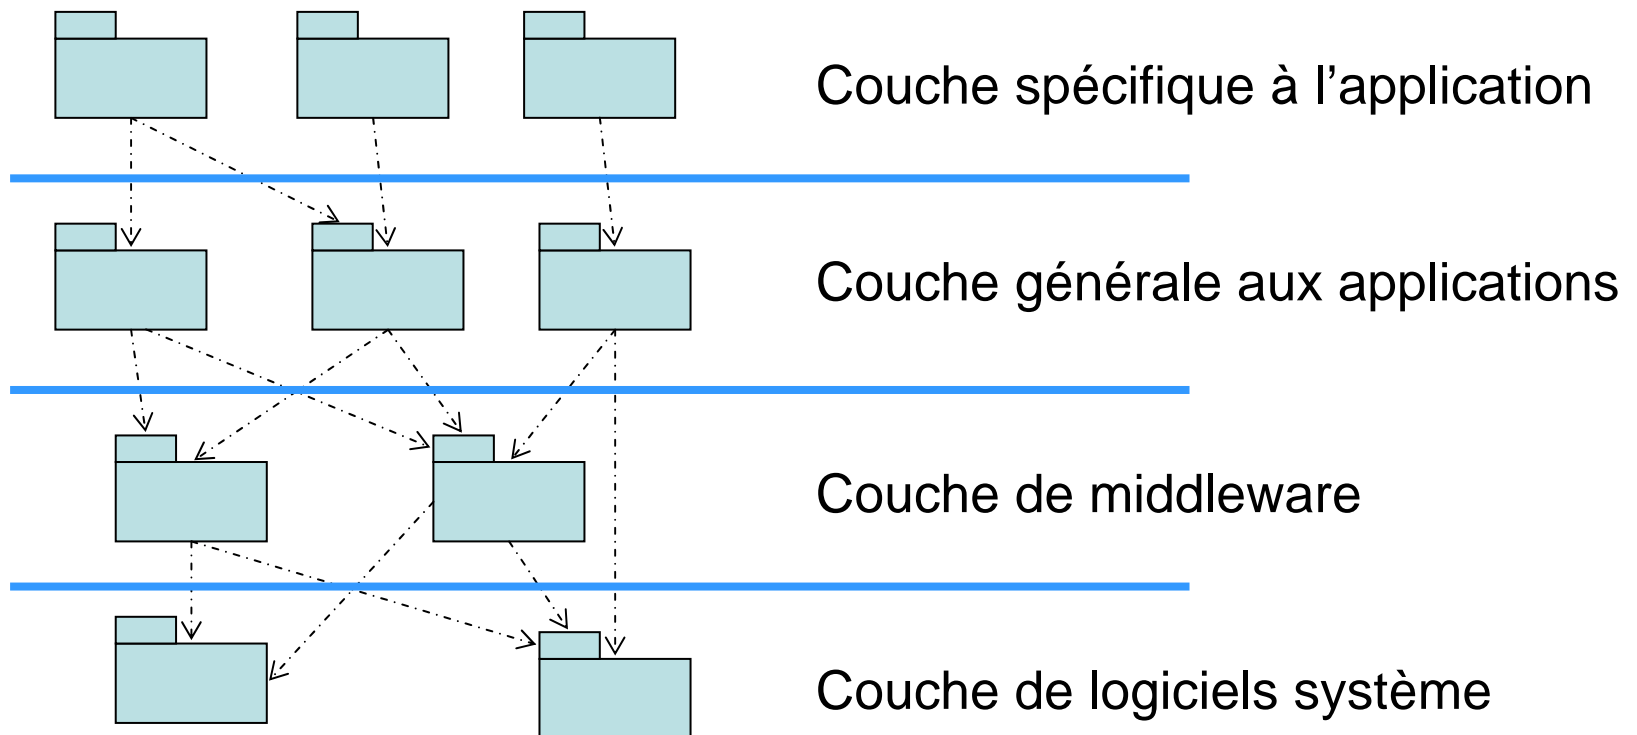 Couche spécifique à l’application
Couche générale aux applications
Couche de middleware
Couche de logiciels système